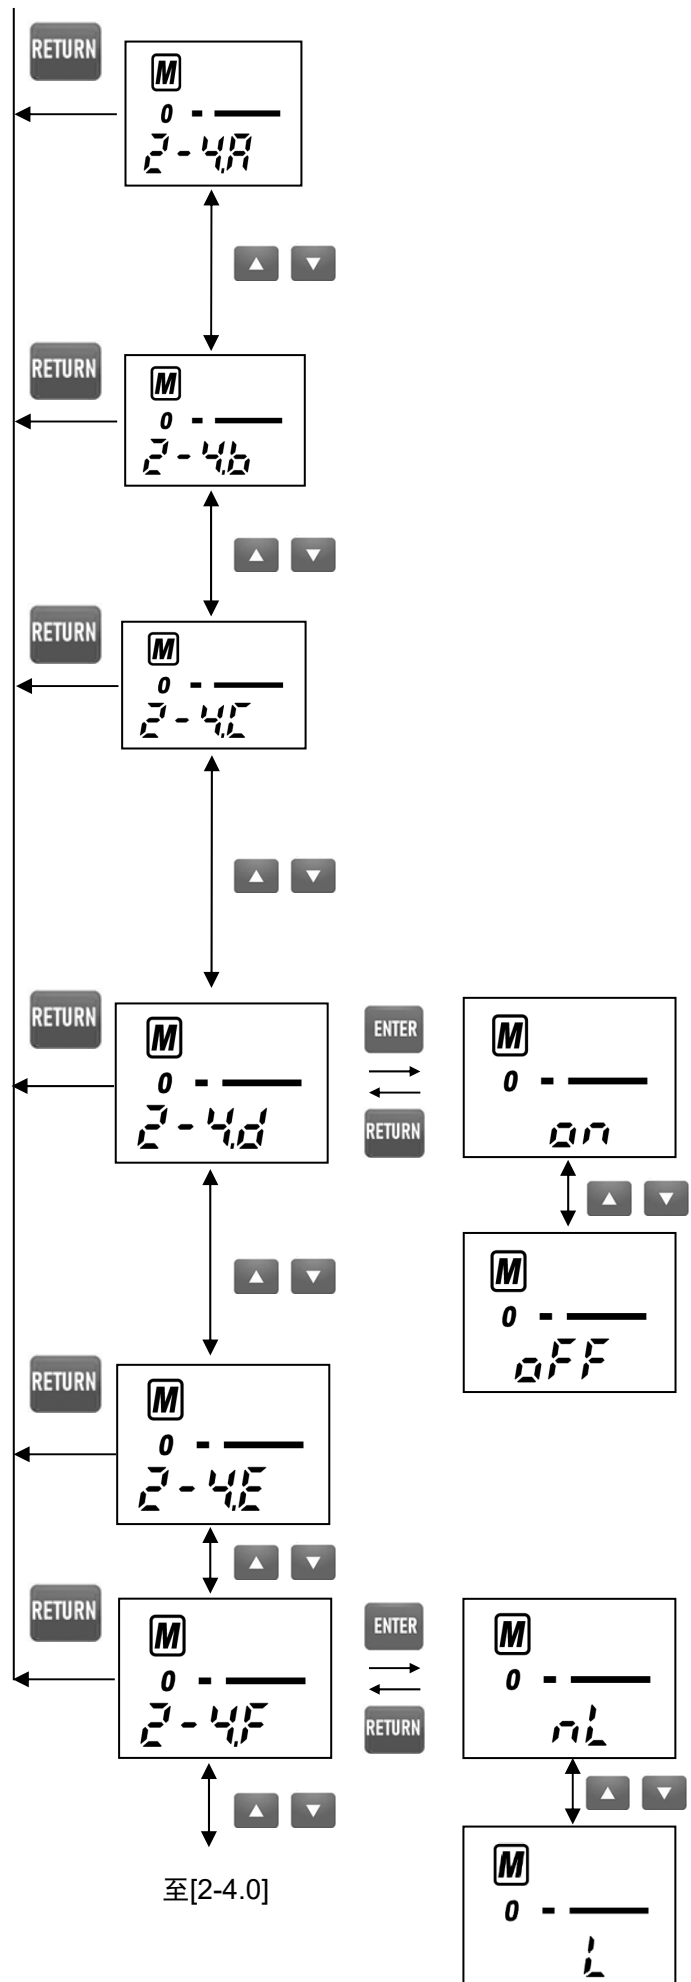 RETURN
M
0
2-4.A
▲ ▼
RETURN
M
0
2-4.b
▲ ▼
RETURN
M
0
2-4.C
▲ ▼
RETURN
M
0
2-4.d
ENTER
RETURN
M
0
on
▲ ▼
▲ ▼
M
0
oFF
RETURN
M
0
2-4.E
▲ ▼
RETURN
M
0
2-4.F
ENTER
RETURN
M
0
nL
▲ ▼
▲ ▼
至[2-4.0]
M
0
L